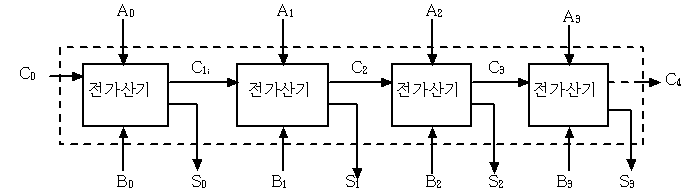 A0 A1 A2 A3
C0 전가산기 C1i 전가산기 C2 전가산기 C3 전가산기 C4
B0 S0 B1 S1 B2 S2 B3 S3